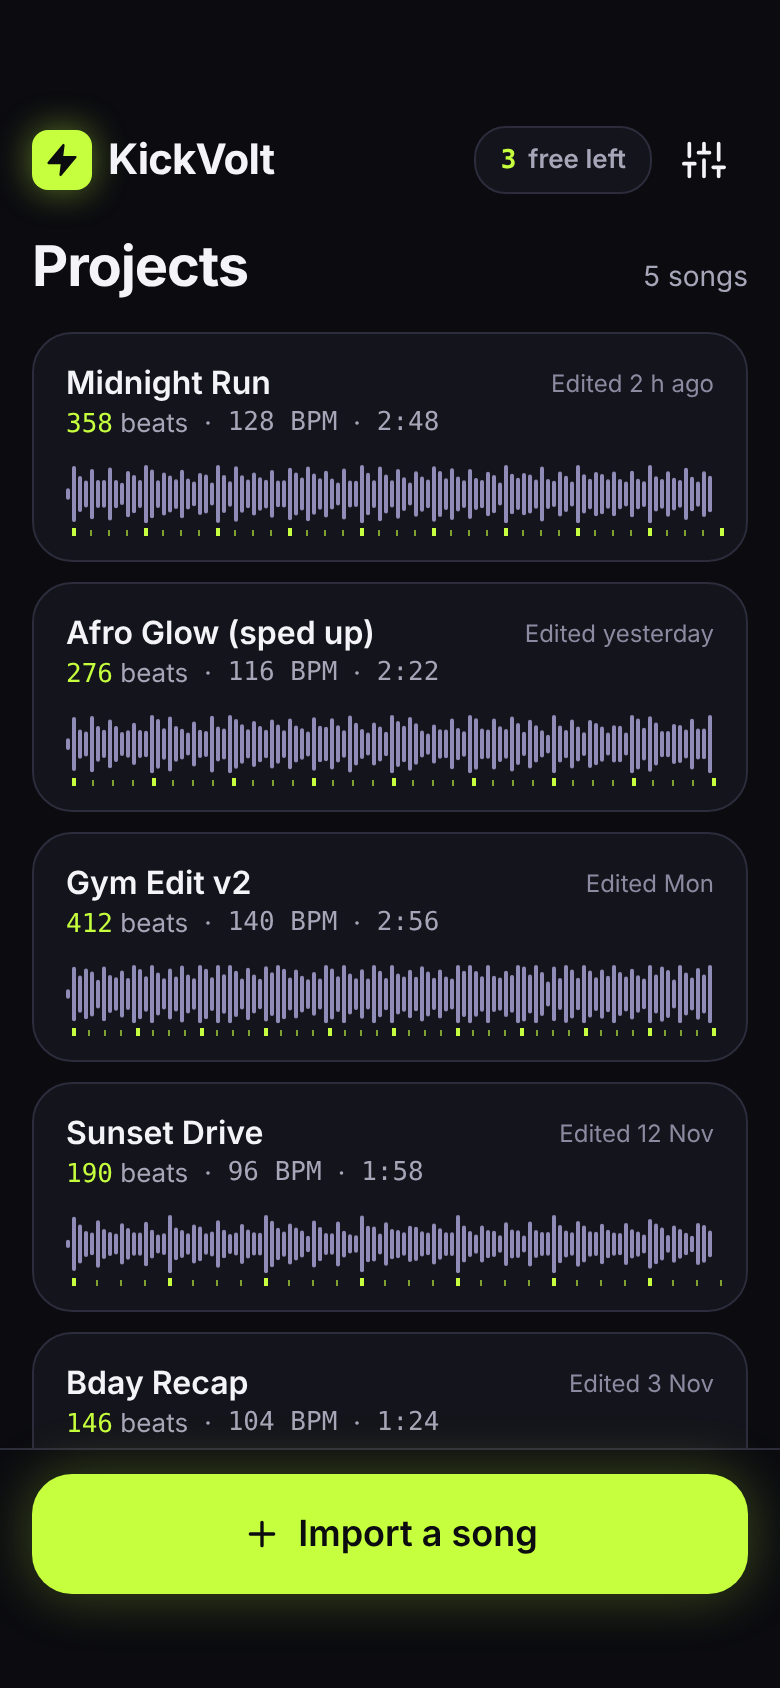 KickVolt
3 free left
Projects
5 songs
Midnight Run
Edited 2 h ago
358 beats · 128 BPM · 2:48
Afro Glow (sped up)
Edited yesterday
276 beats · 116 BPM · 2:22
Gym Edit v2
Edited Mon
412 beats · 140 BPM · 2:56
Sunset Drive
Edited 12 Nov
190 beats · 96 BPM · 1:58
Bday Recap
Edited 3 Nov
146 beats · 104 BPM · 1:24
Import a song